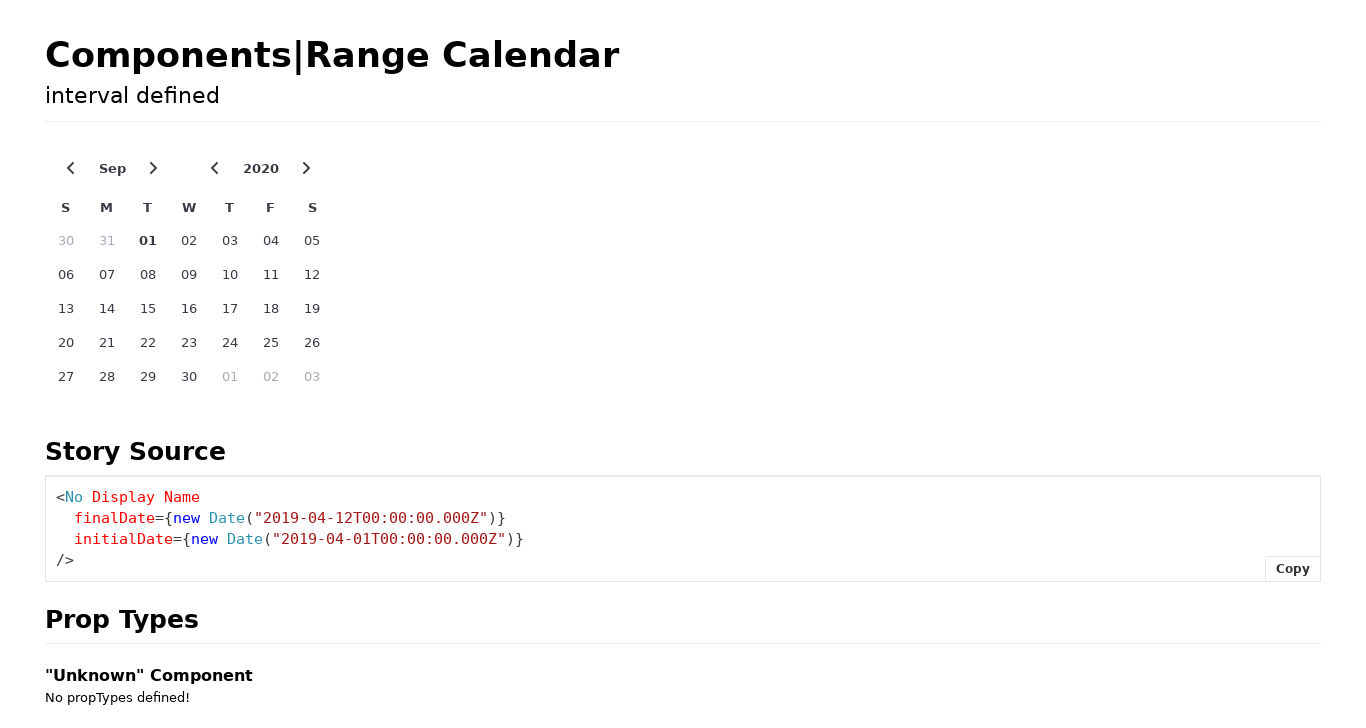 Components|Range Calendar
interval defined
Sep 2020
S M T W T F S
30 31 01 02 03 04 05
06 07 08 09 10 11 12
13 14 15 16 17 18 19
20 21 22 23 24 25 26
27 28 29 30 01 02 03
Story Source
<No Display Name
finalDate={new Date("2019-04-12T00:00:00.000Z")}
initialDate={new Date("2019-04-01T00:00:00.000Z")}
/>
Copy
Prop Types
"Unknown" Component
No propTypes defined!